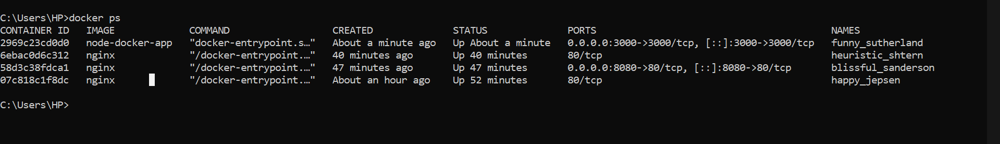 C:\Users\HP>docker ps
CONTAINER ID   IMAGE             COMMAND                  CREATED              STATUS              PORTS                                         NAMES
2969c23cd0d0   node-docker-app   "docker-entrypoint.s…"   About a minute ago   Up About a minute   0.0.0.0:3000->3000/tcp, [::]:3000->3000/tcp   funny_sutherland
6ebac0d6c312   nginx             "/docker-entrypoint.…"   40 minutes ago       Up 40 minutes       80/tcp                                        heuristic_shtern
58d3c38fdca1   nginx             "/docker-entrypoint.…"   47 minutes ago       Up 47 minutes       0.0.0.0:8080->80/tcp, [::]:8080->80/tcp       blissful_sanderson
07c818c1f8dc   nginx             "/docker-entrypoint.…"   About an hour ago    Up 52 minutes       80/tcp                                        happy_jepsen
C:\Users\HP>